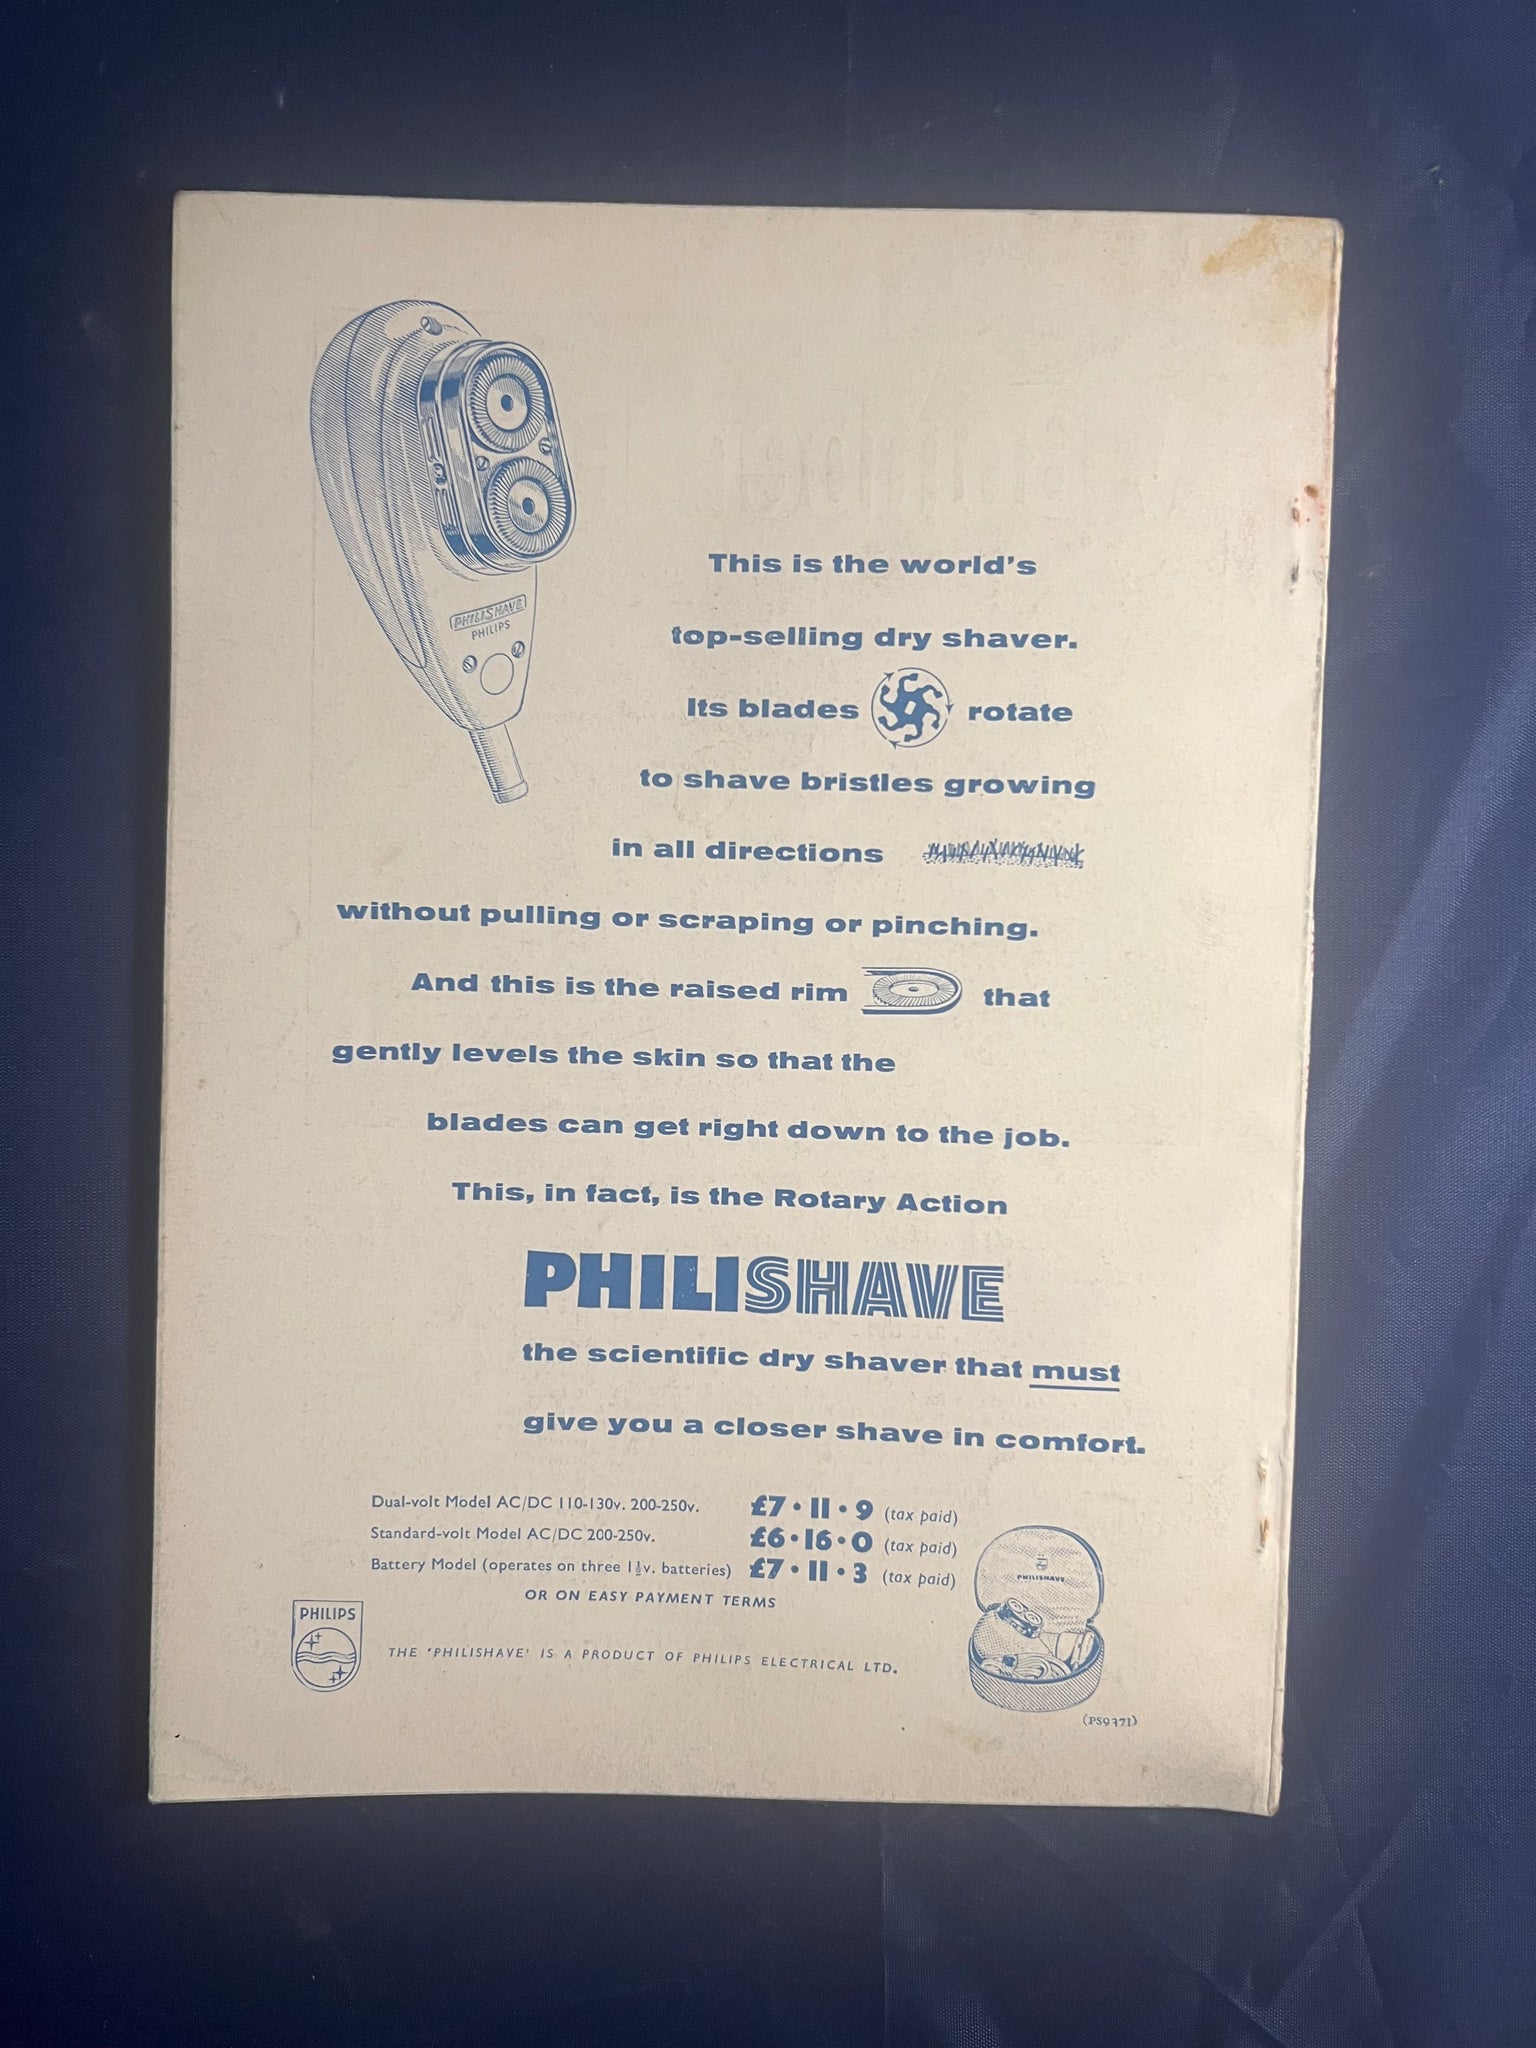 PHILISHAVE
PHILIPS
This is the world's
top-selling dry shaver.
Its blades rotate
to shave bristles growing
in all directions
without pulling or scraping or pinching.
And this is the raised rim that
gently levels the skin so that the
blades can get right down to the job.
This, in fact, is the Rotary Action
PHILISHAVE
the scientific dry shaver that must
give you a closer shave in comfort.
Dual-volt Model AC/DC 110-130v. 200-250v. £7·11·9 (tax paid)
Standard-volt Model AC/DC 200-250v. £6·16·0 (tax paid)
Battery Model (operates on three 1½v. batteries) £7·11·3 (tax paid)
OR ON EASY PAYMENT TERMS
PHILIPS
THE 'PHILISHAVE' IS A PRODUCT OF PHILIPS ELECTRICAL LTD.
PHILISHAVE
(PS9371)